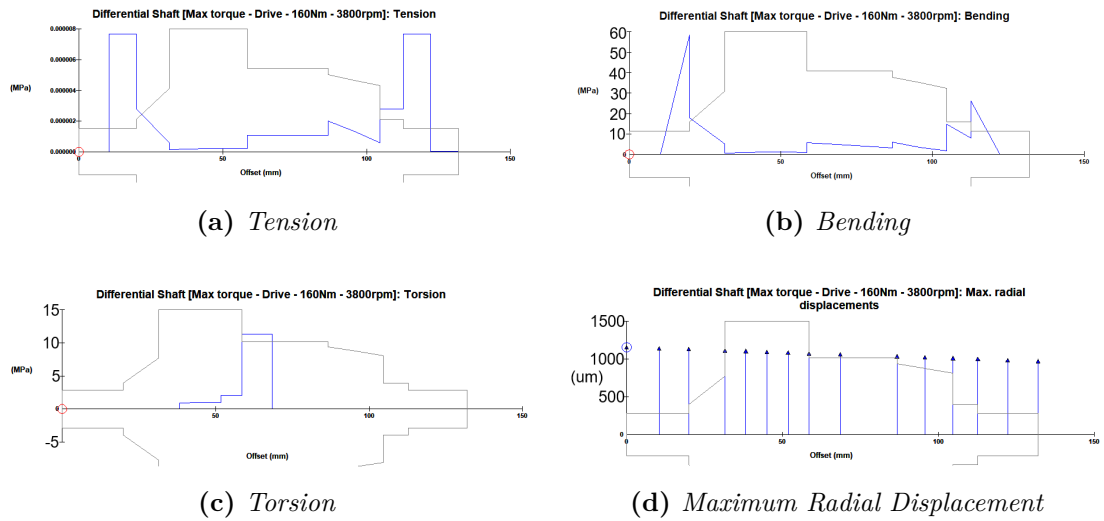 Differential Shaft [Max torque - Drive - 160Nm - 3800rpm]: Tension
0.000008
0.000006
(MPa)
0.000004
0.000002
0.000000
0
50
100
150
Offset (mm)
(a) Tension
Differential Shaft [Max torque - Drive - 160Nm - 3800rpm]: Bending
60
50
40
(MPa)
30
20
10
0
0
50
100
150
Offset (mm)
(b) Bending
Differential Shaft [Max torque - Drive - 160Nm - 3800rpm]: Torsion
15
10
(MPa)
5
0
-5
50
100
150
Offset (mm)
(c) Torsion
Differential Shaft [Max torque - Drive - 160Nm - 3800rpm]: Max. radial
displacements
1500
1000
(um)
500
0
0
50
100
150
Offset (mm)
(d) Maximum Radial Displacement